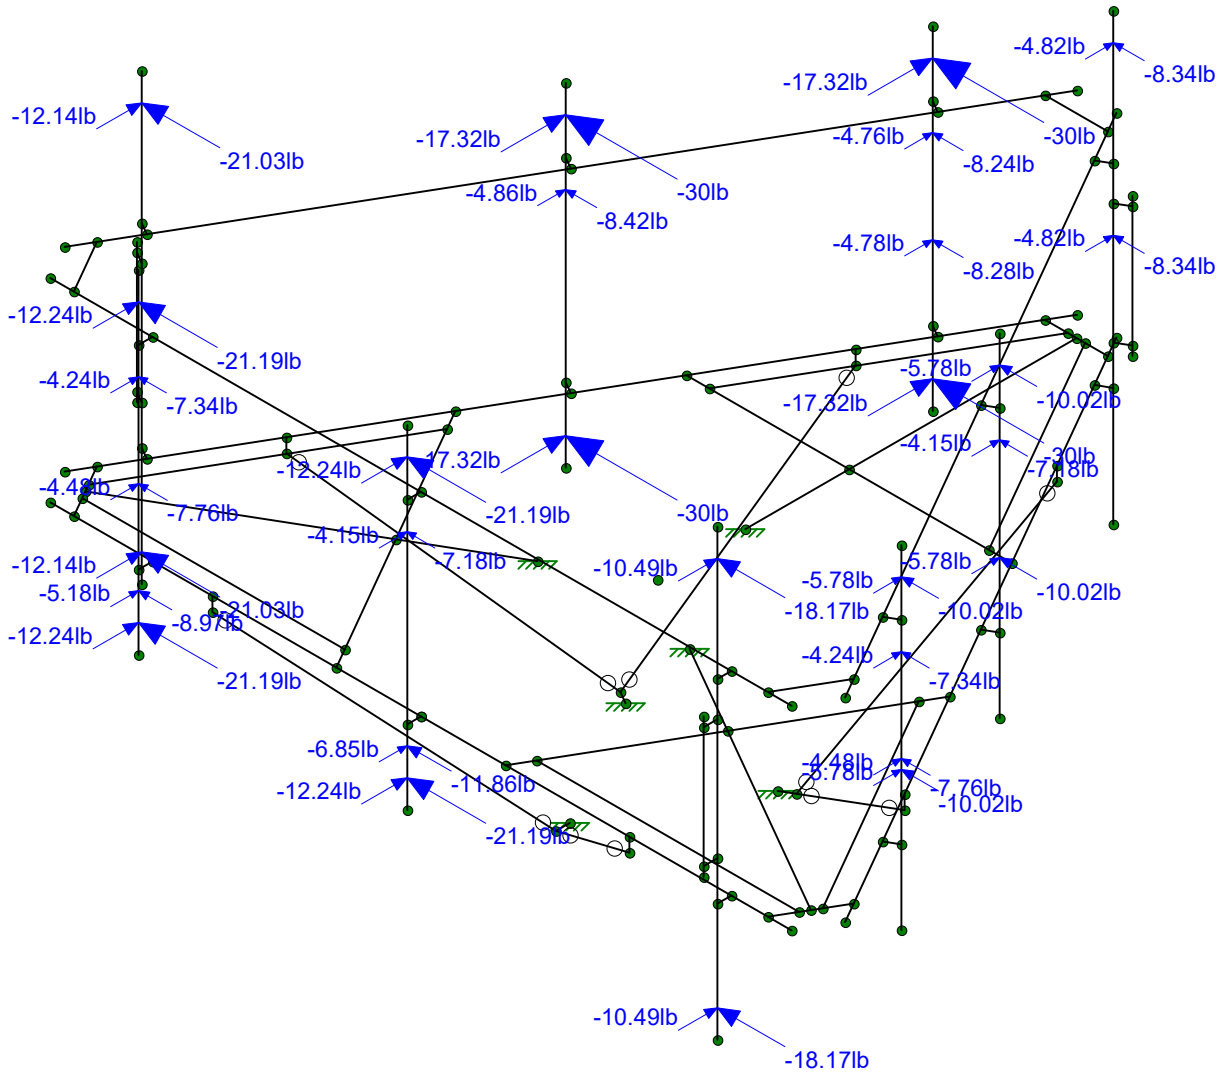 -4.82lb
-8.34lb
-17.32lb
-30lb
-12.14lb
-21.03lb
-17.32lb
-30lb
-4.76lb
-8.24lb
-4.86lb
-8.42lb
-4.78lb
-8.28lb
-4.82lb
-8.34lb
-12.24lb
-21.19lb
-4.24lb
-7.34lb
-5.78lb
-10.02lb
-17.32lb
-30lb
-4.15lb
-7.18lb
-12.24lb
-21.19lb
-17.32lb
-30lb
-4.48lb
-7.76lb
-4.15lb
-7.18lb
-12.14lb
-21.03lb
-10.49lb
-18.17lb
-5.78lb
-10.02lb
-5.78lb
-10.02lb
-5.18lb
-8.97lb
-12.24lb
-21.19lb
-4.24lb
-7.34lb
-6.85lb
-11.86lb
-4.48lb
-7.76lb
-5.78lb
-10.02lb
-12.24lb
-21.19lb
-10.49lb
-18.17lb